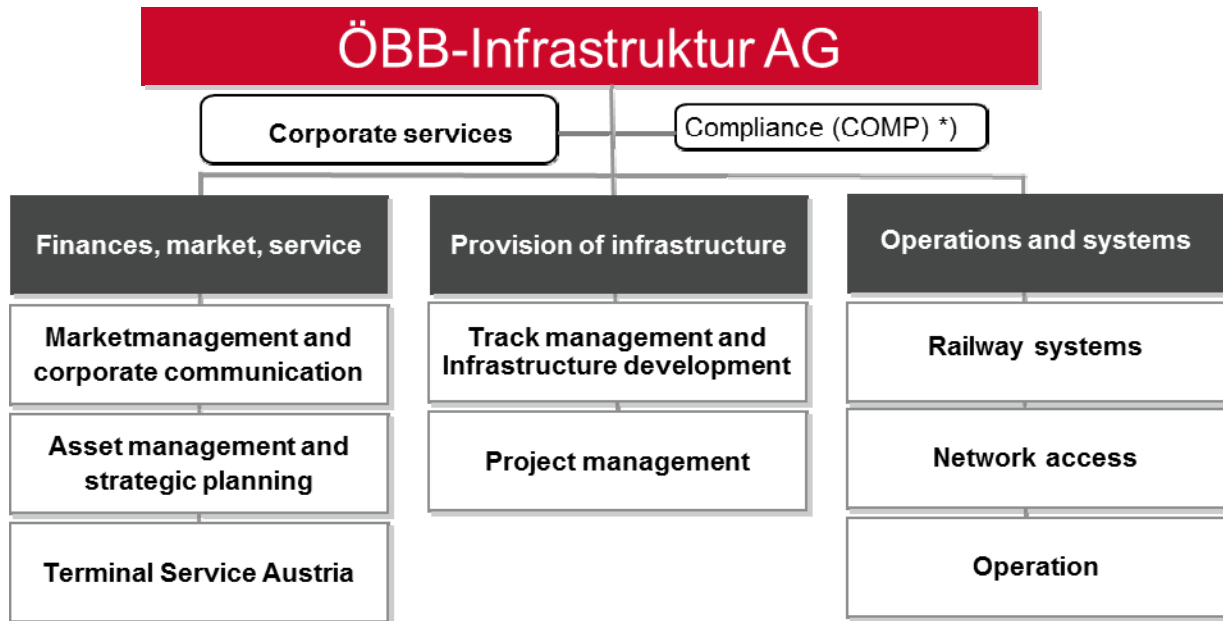 ÖBB-Infrastruktur AG
Corporate services
Compliance (COMP) *)
Finances, market, service
Provision of infrastructure
Operations and systems
Marketmanagement and
corporate communication
Track management and
Infrastructure development
Railway systems
Asset management and
strategic planning
Project management
Network access
Terminal Service Austria
Operation